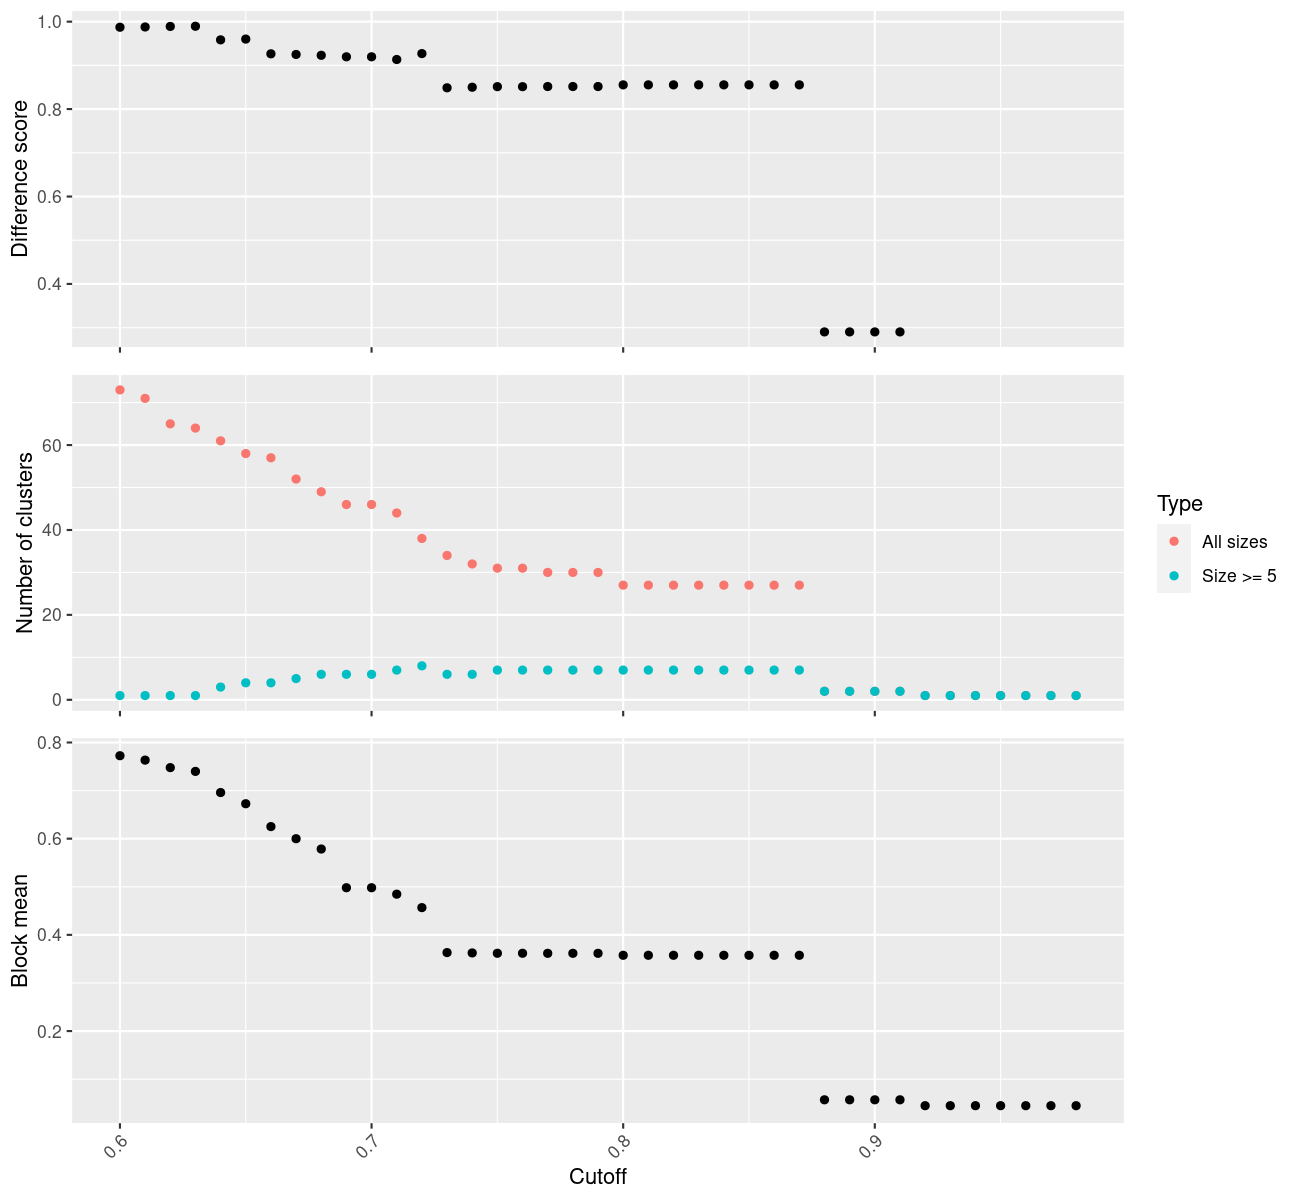 Difference score
1.0
0.8
0.6
0.4
Number of clusters
60
40
20
0
Type
All sizes
Size >= 5
Block mean
0.8
0.6
0.4
0.2
0.6
0.7
0.8
0.9
Cutoff